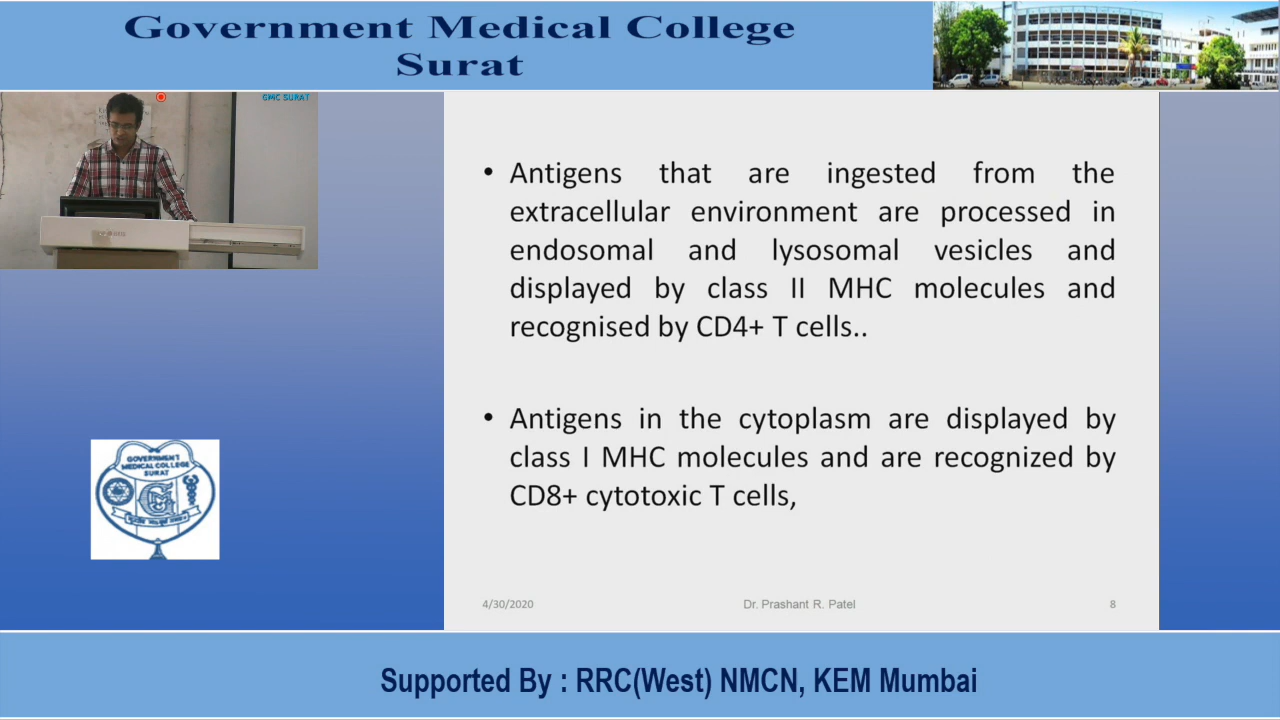 Government Medical College
Surat
GMC SURAT
• Antigens that are ingested from the
extracellular environment are processed in
endosomal and lysosomal vesicles and
displayed by class II MHC molecules and
recognised by CD4+ T cells..
• Antigens in the cytoplasm are displayed by
class I MHC molecules and are recognized by
CD8+ cytotoxic T cells,
GOVERNMENT
MEDICAL COLLEGE
SURAT
4/30/2020
Dr. Prashant R. Patel
8
Supported By : RRC(West) NMCN, KEM Mumbai